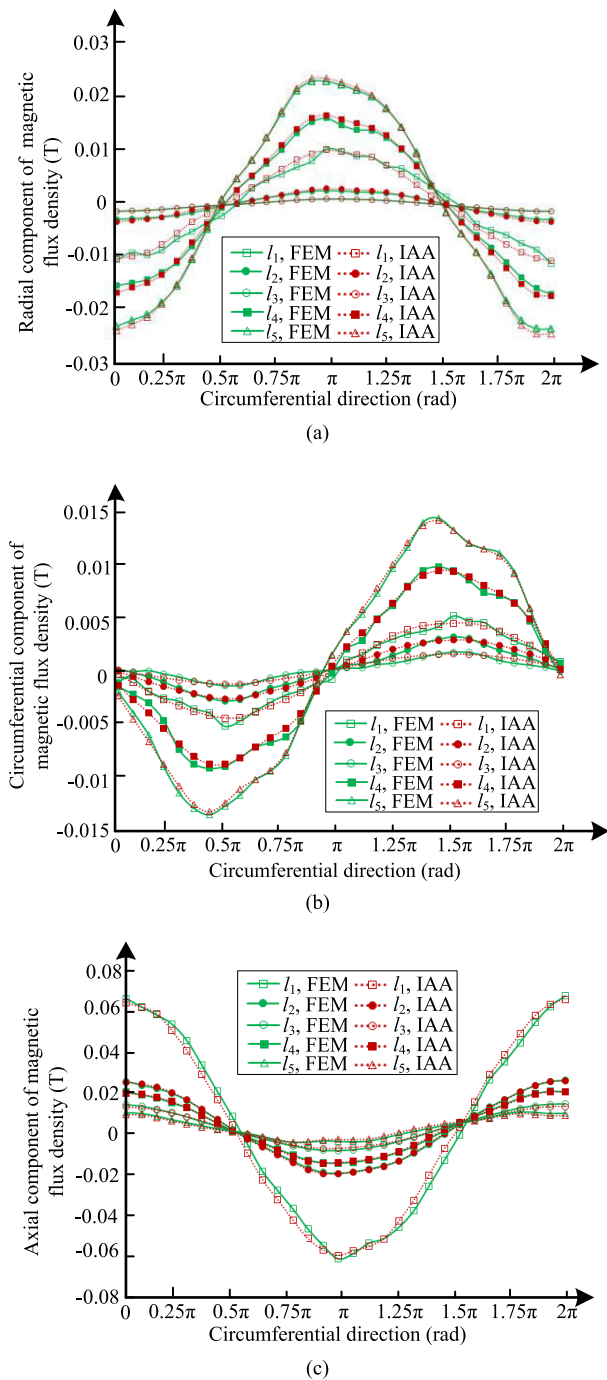 0.03
0.02
0.01
0
-0.01
-0.02
-0.03
Radial component of magnetic
flux density (T)
l1, FEM l1, IAA
l2, FEM l2, IAA
l3, FEM l3, IAA
l4, FEM l4, IAA
l5, FEM l5, IAA
0 0.25π 0.5π 0.75π π 1.25π 1.5π 1.75π 2π
Circumferential direction (rad)
(a)
0.015
0.01
0.005
0
-0.005
-0.01
-0.015
Circumferential component of
magnetic flux density (T)
l1, FEM l1, IAA
l2, FEM l2, IAA
l3, FEM l3, IAA
l4, FEM l4, IAA
l5, FEM l5, IAA
0 0.25π 0.5π 0.75π π 1.25π 1.5π 1.75π 2π
Circumferential direction (rad)
(b)
0.08
0.06
0.04
0.02
0
-0.02
-0.04
-0.06
-0.08
Axial component of magnetic
flux density (T)
l1, FEM l1, IAA
l2, FEM l2, IAA
l3, FEM l3, IAA
l4, FEM l4, IAA
l5, FEM l5, IAA
0 0.25π 0.5π 0.75π π 1.25π 1.5π 1.75π 2π
Circumferential direction (rad)
(c)